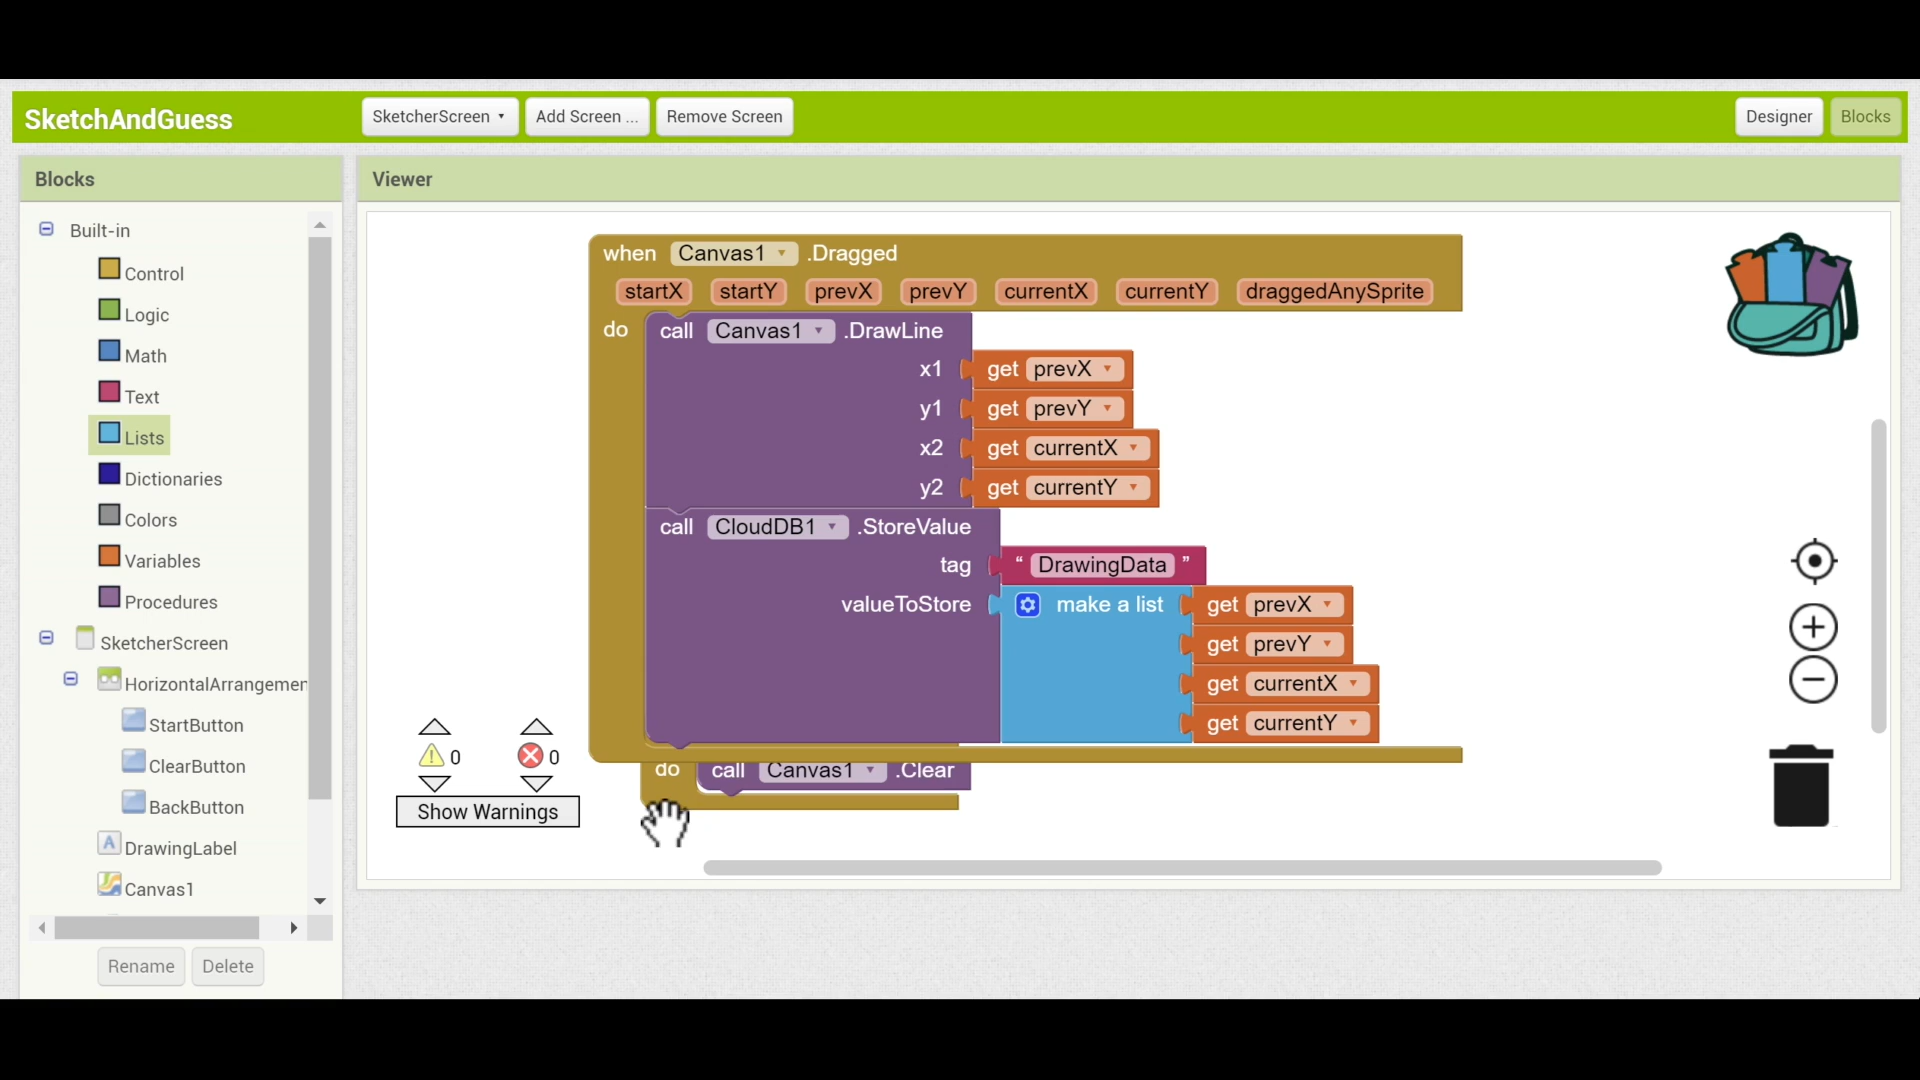 SketchAndGuess
SketcherScreen
Add Screen ...
Remove Screen
Designer
Blocks
Blocks
Viewer
Built-in
Control
Logic
Math
Text
Lists
Dictionaries
Colors
Variables
Procedures
SketcherScreen
HorizontalArrangemen
StartButton
ClearButton
BackButton
DrawingLabel
Canvas1
Rename
Delete
when Canvas1 .Dragged
startX startY prevX prevY currentX currentY draggedAnySprite
do call Canvas1 .DrawLine
x1 get prevX
y1 get prevY
x2 get currentX
y2 get currentY
call CloudDB1 .StoreValue
tag “ DrawingData ”
valueToStore make a list get prevX
get prevY
get currentX
get currentY
do call Canvas1 .Clear
0 0
Show Warnings